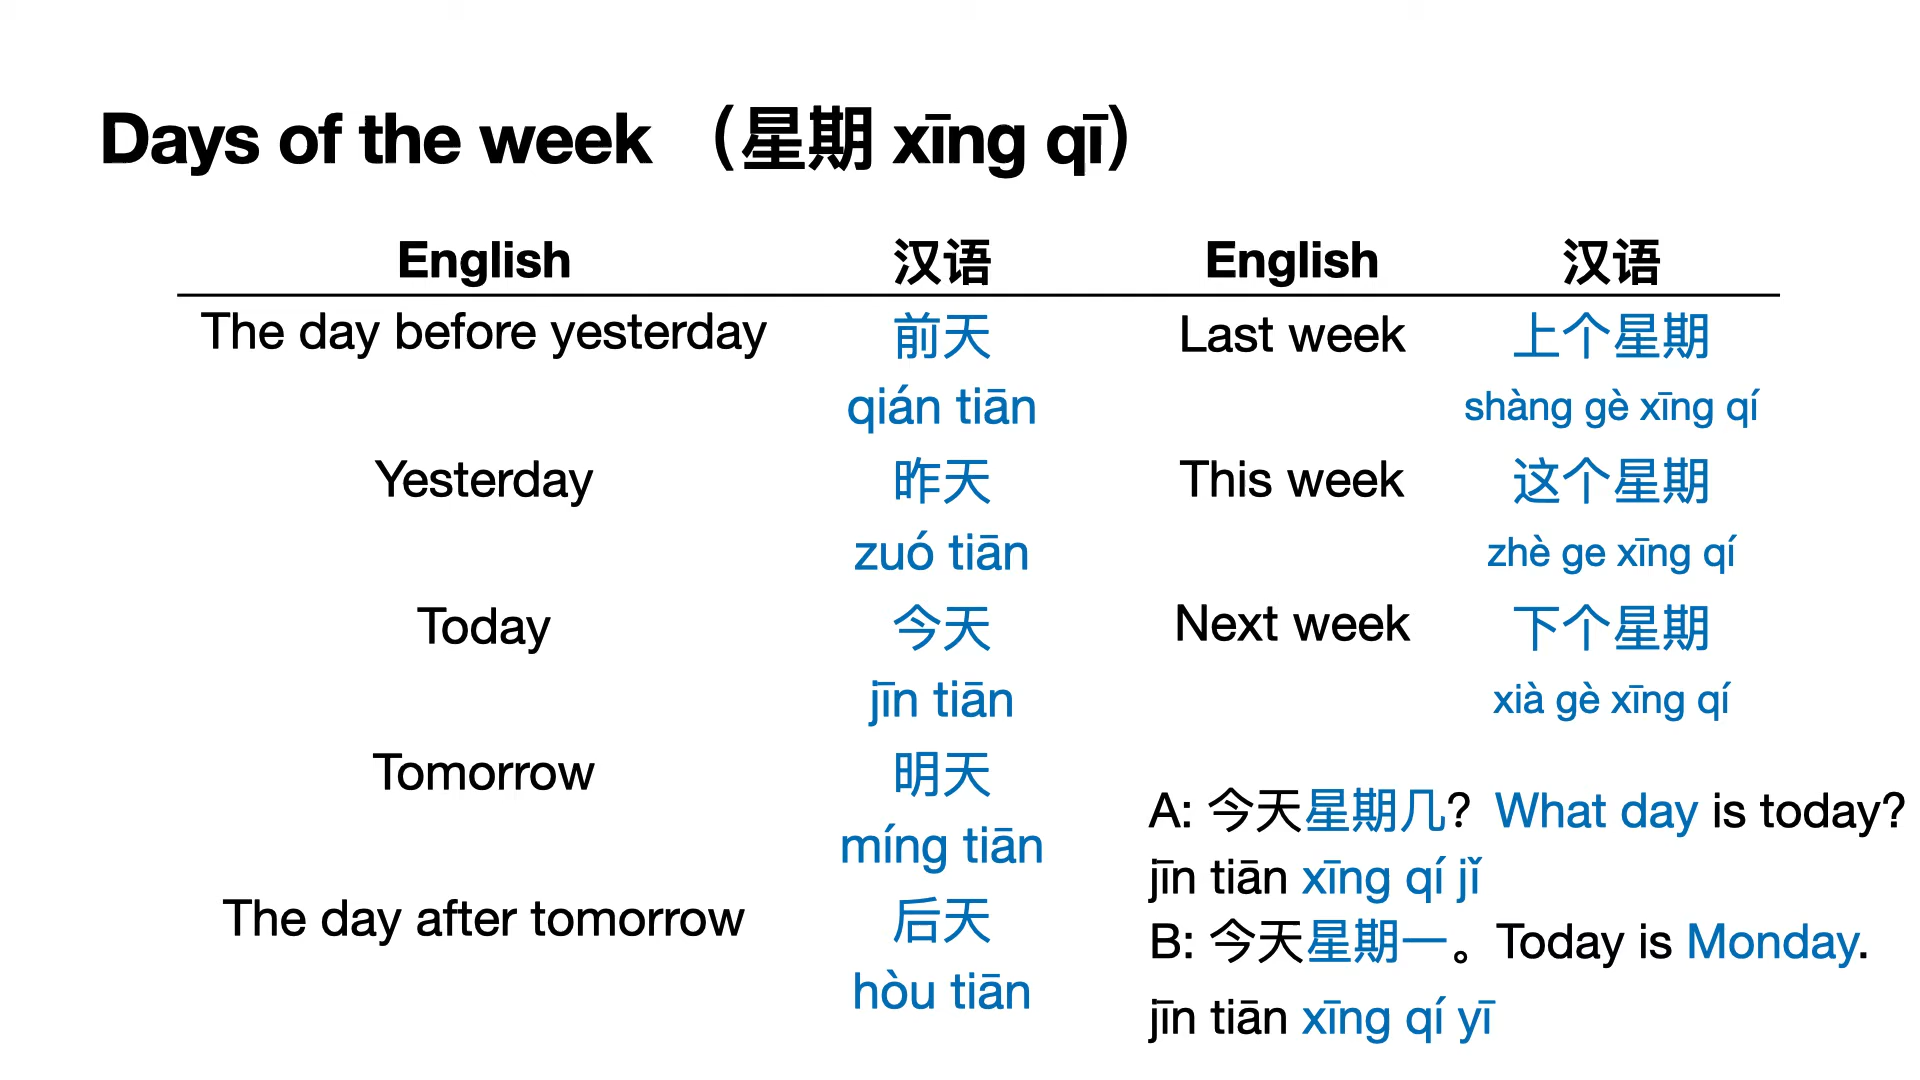 Days of the week （星期 xīng qī）
English 汉语 English 汉语
The day before yesterday 前天 Last week 上个星期
qián tiān shàng gè xīng qí
Yesterday 昨天 This week 这个星期
zuó tiān zhè ge xīng qí
Today 今天 Next week 下个星期
jīn tiān xià gè xīng qí
Tomorrow 明天
míng tiān
The day after tomorrow 后天
hòu tiān
A: 今天星期几？What day is today?
jīn tiān xīng qí jǐ
B: 今天星期一。Today is Monday.
jīn tiān xīng qí yī